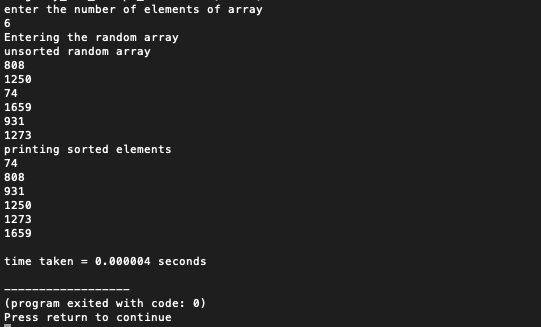 enter the number of elements of array
6
Entering the random array
unsorted random array
808
1250
74
1659
931
1273
printing sorted elements
74
808
931
1250
1273
1659
time taken = 0.000004 seconds
------------------
(program exited with code: 0)
Press return to continue